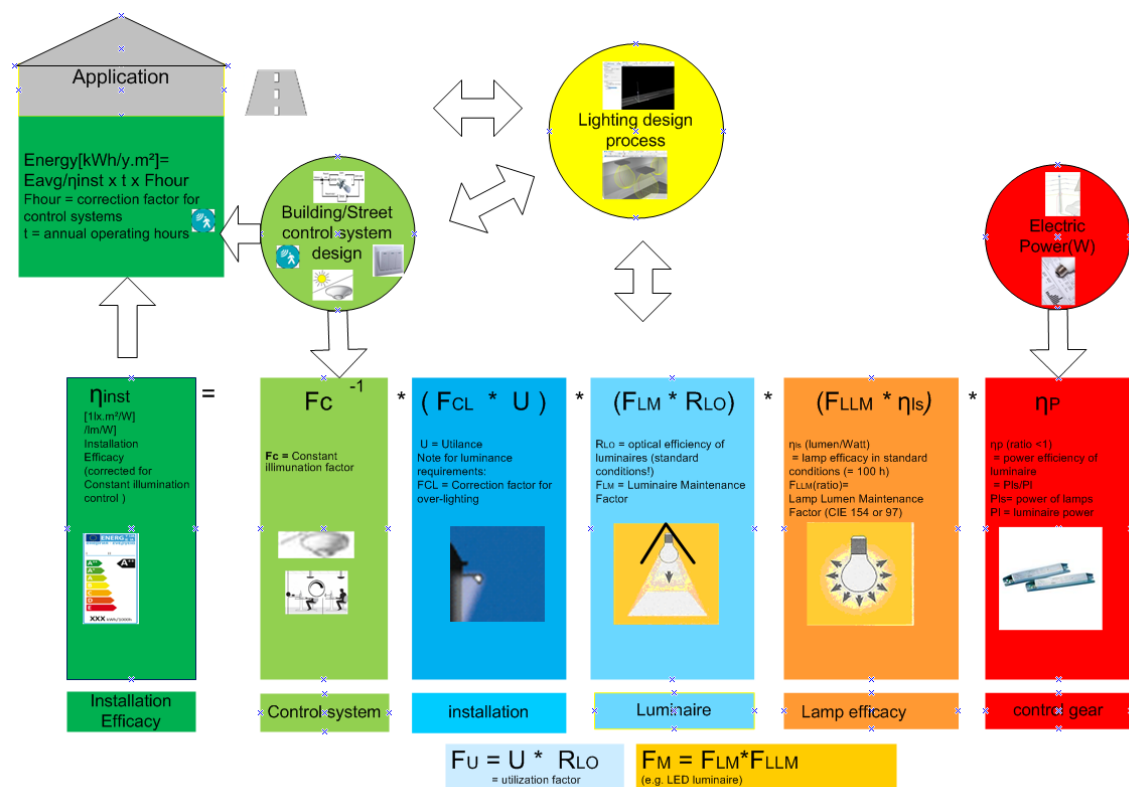 Application
Energy[kWh/y.m²]=
Eavg/ηinst x t x Fhour
Fhour = correction factor for
control systems
t = annual operating hours
Building/Street
control system
design
Lighting design
process
Electric
Power(W)
ηinst
[1lx.m²/W]
/lm/W]
Installation
Efficacy
(corrected for
Constant illumination
control )
ENERG
A++
A++
A+
A
B
C
D
E
XXX kWh/1000h
=
Fc -1
Fc = Constant
illimunation factor
* ( FCL * U )
U = Utilance
Note for luminance
requirements:
FCL = Correction factor for
over-lighting
* (FLM * RLO)
RLO = optical efficiency of
luminaires (standard
conditions!)
FLM = Luminaire Maintenance
Factor
* (FLLM * ηls)
ηls (lumen/Watt)
= lamp efficacy in standard
conditions (= 100 h)
FLLM(ratio)=
Lamp Lumen Maintenance
Factor (CIE 154 or 97)
* ηP
ηp (ratio <1)
= power efficiency of
luminaire
= Pls/Pl
Pls= power of lamps
Pl = luminaire power
Installation
Efficacy
Control system
installation
Luminaire
Lamp efficacy
control gear
FU = U * RLO
= utilization factor
FM = FLM*FLLM
(e.g. LED luminaire)